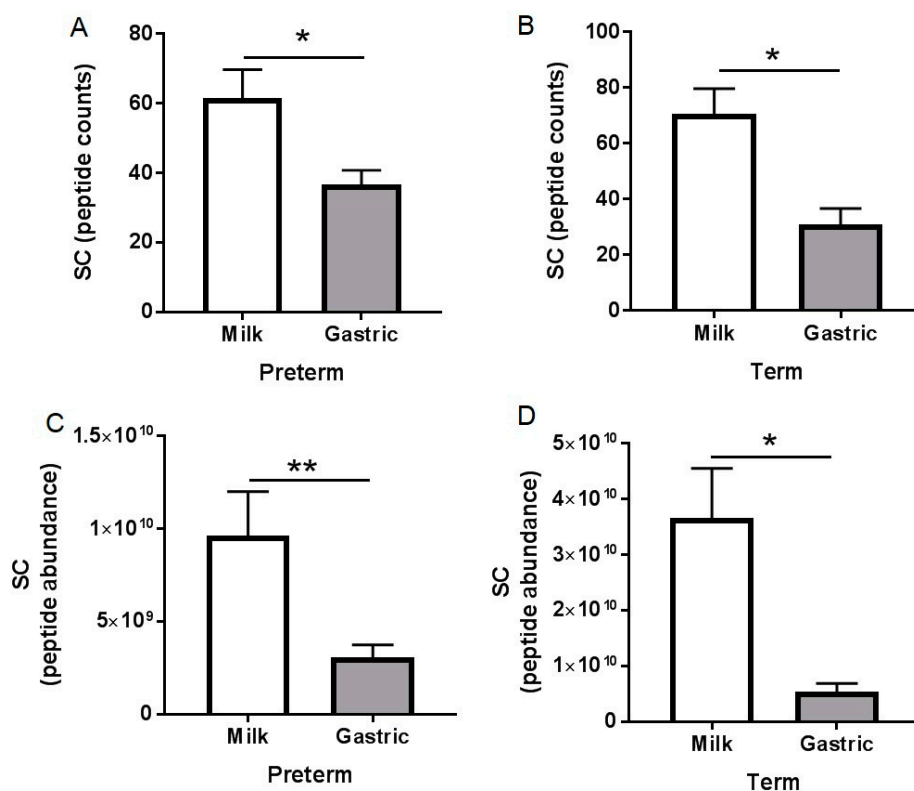 A
SC (peptide counts)
80
60
40
20
0
*
Milk
Gastric
Preterm
B
SC (peptide counts)
100
80
60
40
20
0
*
Milk
Gastric
Term
C
SC
(peptide abundance)
1.5×10¹⁰
1×10¹⁰
5×10⁹
0
**
Milk
Gastric
Preterm
D
SC
(peptide abundance)
5×10¹⁰
4×10¹⁰
3×10¹⁰
2×10¹⁰
1×10¹⁰
0
*
Milk
Gastric
Term